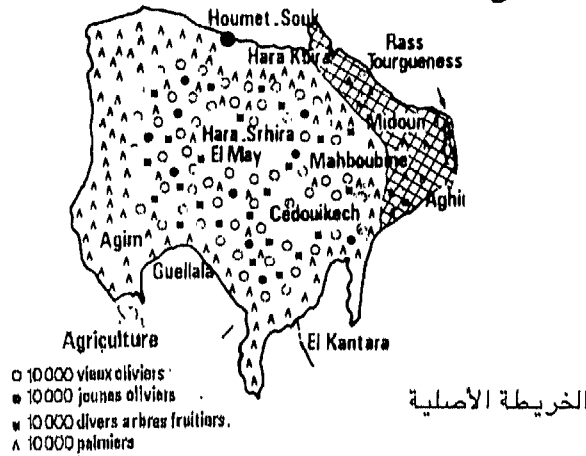 Houmet-Souk
Hara Kbira
Rass
Tourgueness
Midoun
Hara Srhira
El May
Mahboubine
Cedouikech
Aghir
Agim
Guellala
El Kantara
Agriculture
10 000 vieux oliviers
10 000 jeunes oliviers
10 000 divers arbres fruitiers.
10 000 palmiers
الخريطة الأصلية